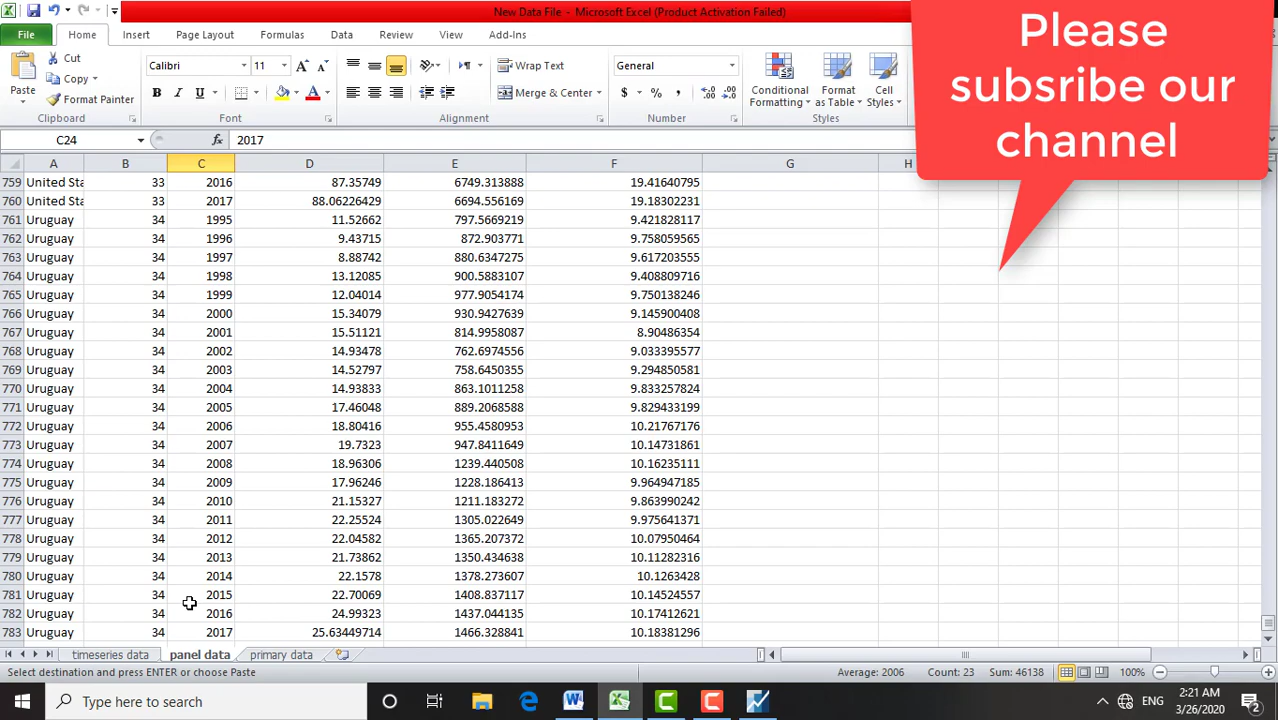 New Data File - Microsoft Excel (Product Activation Failed)
File Home Insert Page Layout Formulas Data Review View Add-Ins
Please
subsribe our
channel
Paste
Cut
Copy
Format Painter
Clipboard
Calibri 11
B I U
Font
Wrap Text
Merge & Center
Alignment
General
$ % ,
Number
Conditional Formatting
Format as Table
Cell Styles
Styles
C24 fx 2017
A B C D E F G H
759 United Sta 33 2016 87.35749 6749.313888 19.41640795
760 United Sta 33 2017 88.06226429 6694.556169 19.18302231
761 Uruguay 34 1995 11.52662 797.5669219 9.421828117
762 Uruguay 34 1996 9.43715 872.903771 9.758059565
763 Uruguay 34 1997 8.88742 880.6347275 9.617203555
764 Uruguay 34 1998 13.12085 900.5883107 9.408809716
765 Uruguay 34 1999 12.04014 977.9054174 9.750138246
766 Uruguay 34 2000 15.34079 930.9427639 9.145900408
767 Uruguay 34 2001 15.51121 814.9958087 8.90486354
768 Uruguay 34 2002 14.93478 762.6974556 9.033395577
769 Uruguay 34 2003 14.52797 758.6450355 9.294850581
770 Uruguay 34 2004 14.93833 863.1011258 9.833257824
771 Uruguay 34 2005 17.46048 889.2068588 9.829433199
772 Uruguay 34 2006 18.80416 955.4580903 10.21767176
773 Uruguay 34 2007 19.7323 947.8411649 10.14731861
774 Uruguay 34 2008 18.96306 1239.440508 10.16235111
775 Uruguay 34 2009 17.96246 1228.186413 9.964947185
776 Uruguay 34 2010 21.15327 1211.183272 9.863990242
777 Uruguay 34 2011 22.25524 1305.022649 9.975641371
778 Uruguay 34 2012 22.04582 1365.207372 10.07950464
779 Uruguay 34 2013 21.73862 1350.434638 10.11282316
780 Uruguay 34 2014 22.1578 1378.273607 10.1263428
781 Uruguay 34 2015 22.70069 1408.837117 10.14524557
782 Uruguay 34 2016 24.99323 1437.044135 10.17412621
783 Uruguay 34 2017 25.63449714 1466.328841 10.18381296
timeseries data panel data primary data
Select destination and press ENTER or choose Paste Average: 2006 Count: 23 Sum: 46138 100%
Type here to search
ENG
2:21 AM
3/26/2020
2